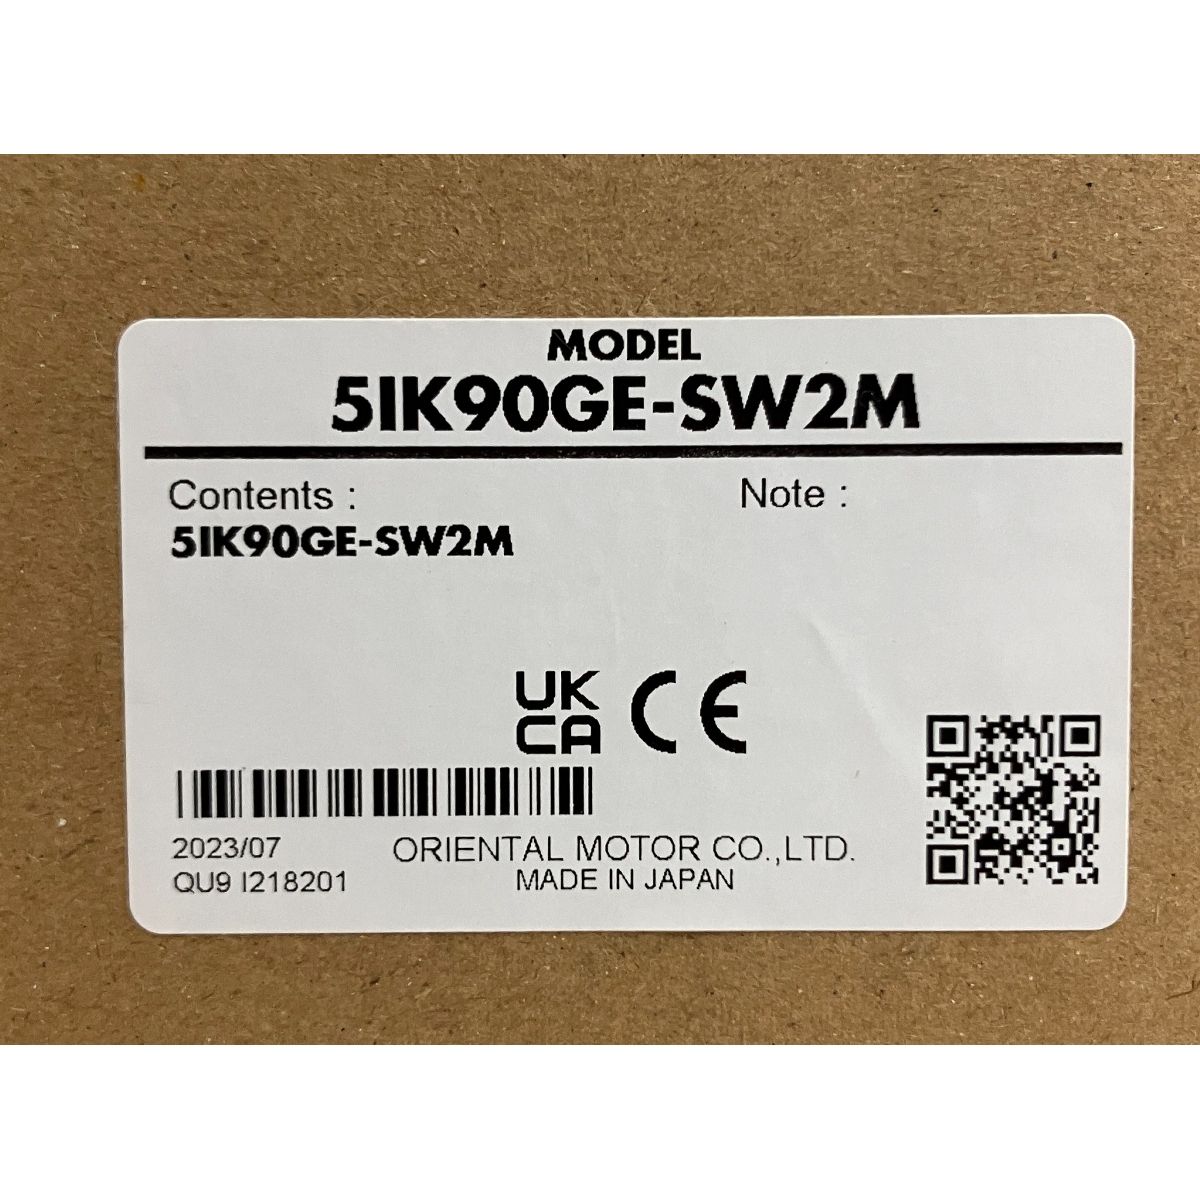 MODEL
5IK90GE-SW2M
Contents : Note :
5IK90GE-SW2M
UK
CA CE
2023/07 ORIENTAL MOTOR CO.,LTD.
QU9 I218201 MADE IN JAPAN